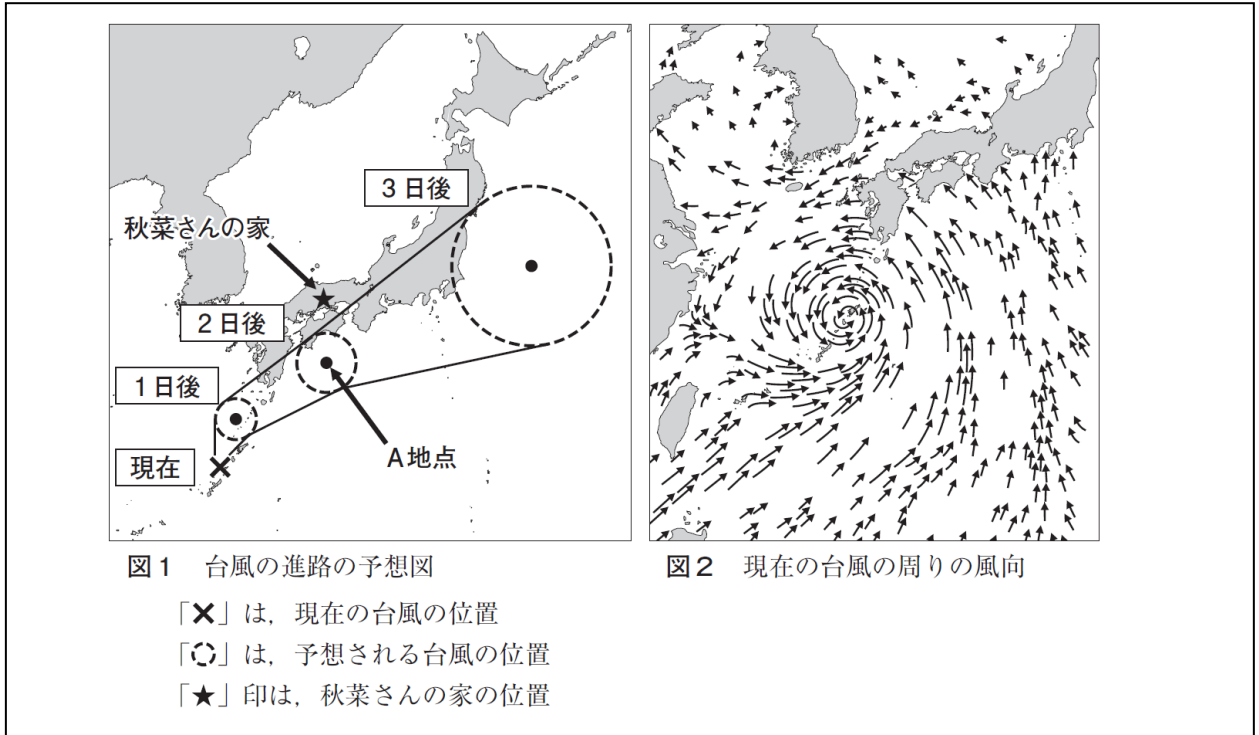 3日後
秋菜さんの家
2日後
1日後
現在
A地点
図1 台風の進路の予想図
「✕」は，現在の台風の位置
「◌」は，予想される台風の位置
「★」印は，秋菜さんの家の位置
図2 現在の台風の周りの風向